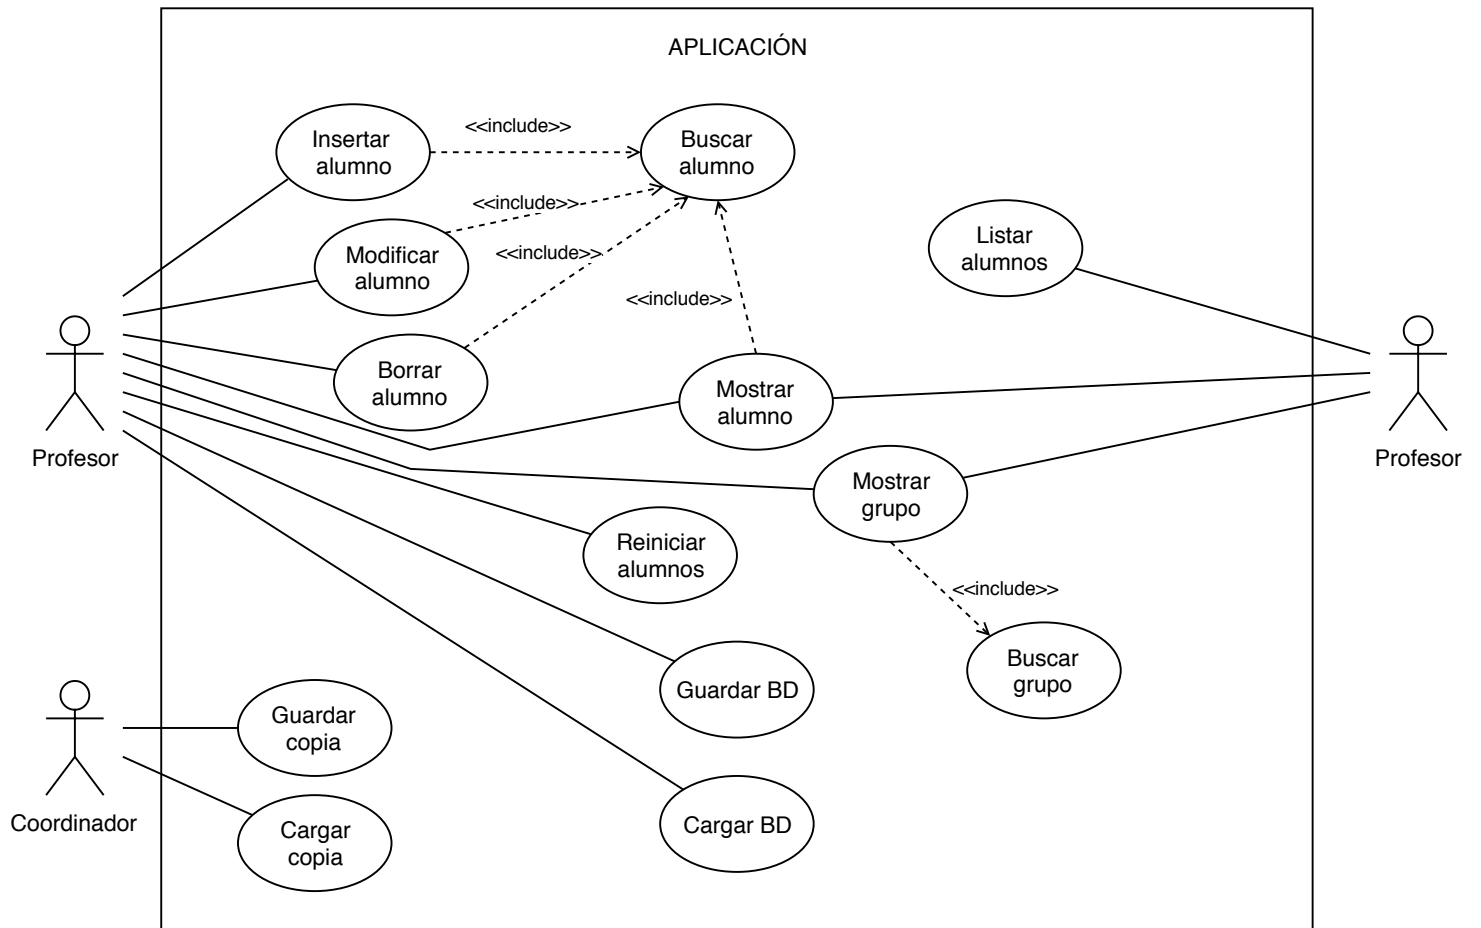 APLICACIÓN
Insertar
alumno
<<include>>
Buscar
alumno
Modificar
alumno
<<include>>
<<include>>
Listar
alumnos
<<include>>
Borrar
alumno
Mostrar
alumno
Profesor
Profesor
Mostrar
grupo
Reiniciar
alumnos
<<include>>
Buscar
grupo
Guardar BD
Guardar
copia
Coordinador
Cargar
copia
Cargar BD